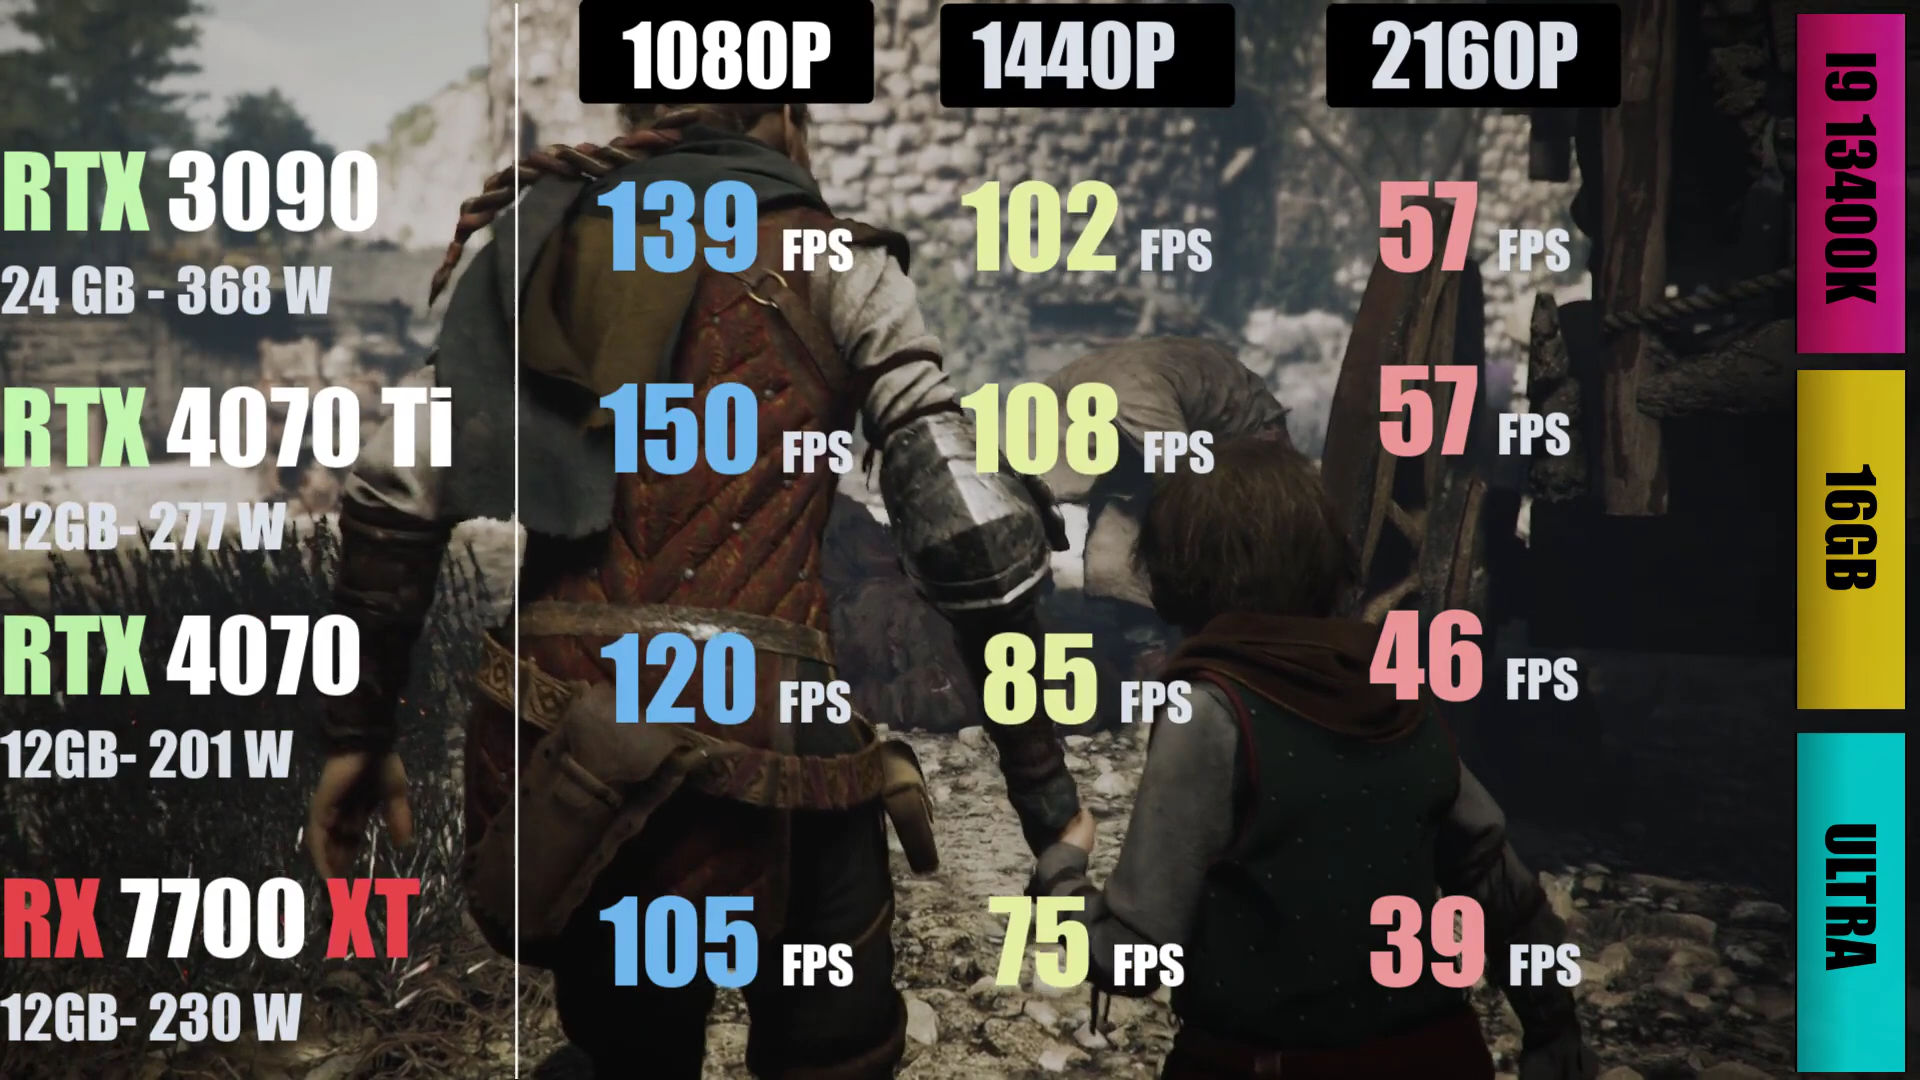 1080P 1440P 2160P
RTX 3090 139 FPS 102 FPS 57 FPS
24 GB - 368 W
RTX 4070 Ti 150 FPS 108 FPS 57 FPS
12GB- 277 W
RTX 4070 120 FPS 85 FPS 46 FPS
12GB- 201 W
RX 7700 XT 105 FPS 75 FPS 39 FPS
12GB- 230 W
I9 13400K
16GB
ULTRA